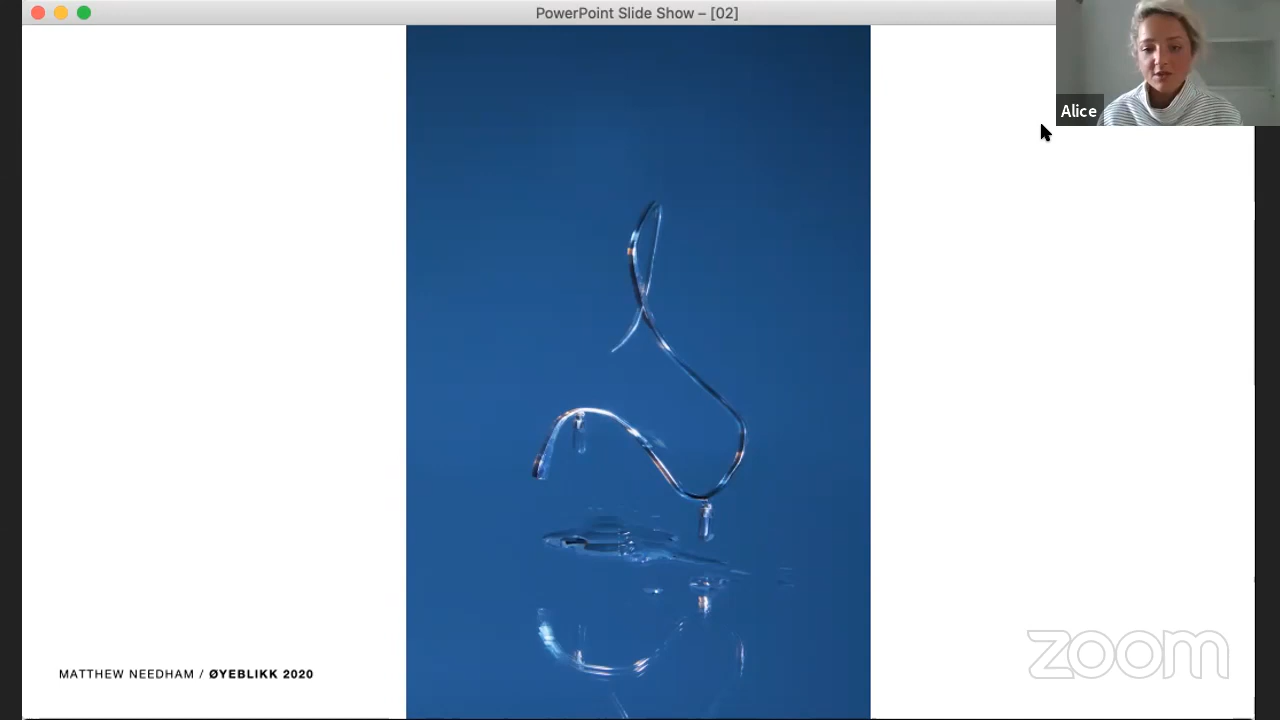 PowerPoint Slide Show – [02]
Alice
MATTHEW NEEDHAM / ØYEBLIKK 2020
zoom